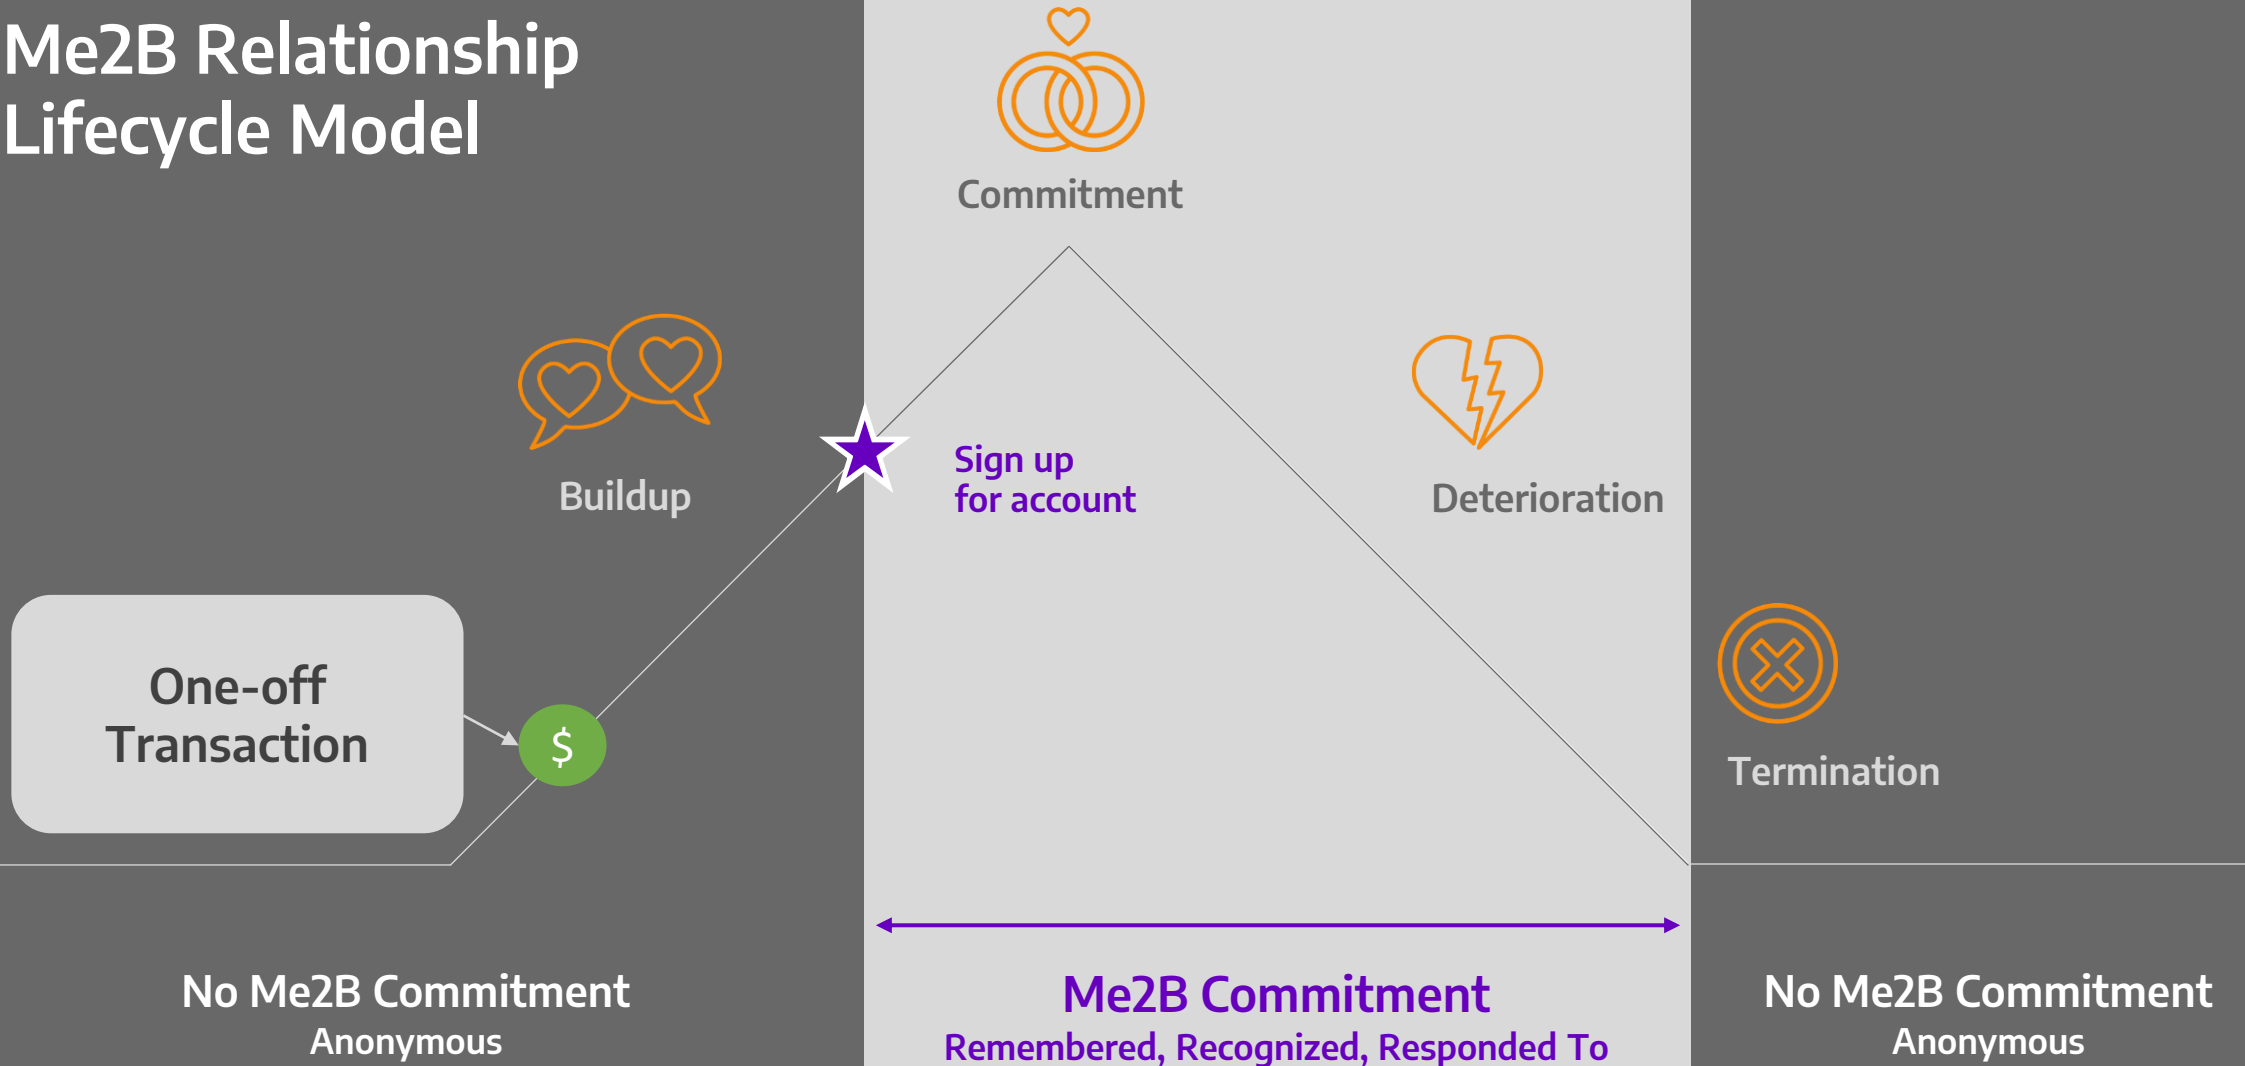 Me2B Relationship
Lifecycle Model
Commitment
Buildup
Sign up
for account
Deterioration
One-off
Transaction
$
Termination
No Me2B Commitment
Anonymous
Me2B Commitment
Remembered, Recognized, Responded To
No Me2B Commitment
Anonymous